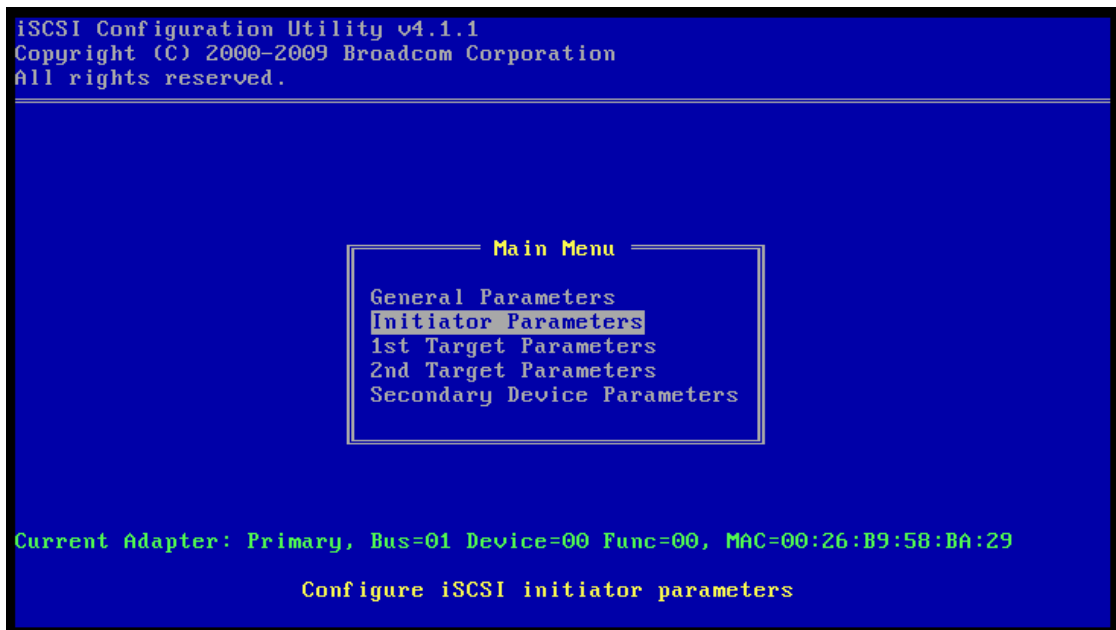 iSCSI Configuration Utility v4.1.1
Copyright (C) 2000-2009 Broadcom Corporation
All rights reserved.
Main Menu
General Parameters
Initiator Parameters
1st Target Parameters
2nd Target Parameters
Secondary Device Parameters
Current Adapter: Primary, Bus=01 Device=00 Func=00, MAC=00:26:B9:58:BA:29
Configure iSCSI initiator parameters